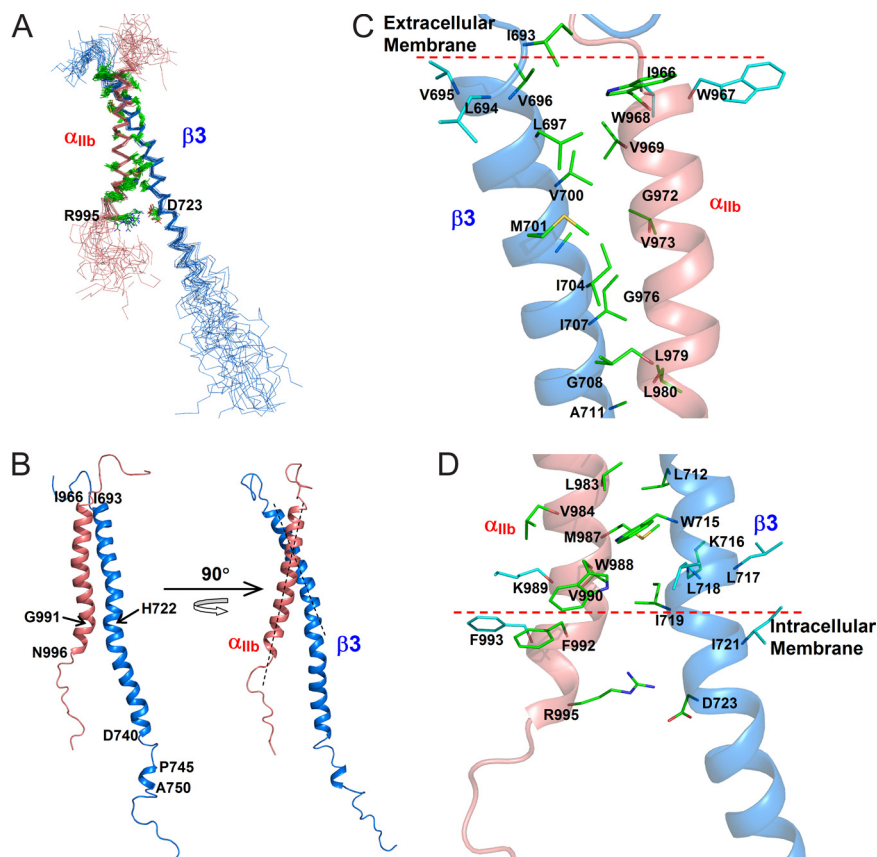 A
αIIb
β3
R995
D723
B
I966 I693
G991
H722
N996
D740
P745
A750
90°
αIIb
β3
C
Extracellular
Membrane
I693
V695
L694
V696
I966
W967
W968
L697
V969
V700
G972
β3
αIIb
M701
V973
I704
G976
I707
L979
G708
L980
A711
D
L983
L712
αIIb
V984
W715
β3
M987
K716
W988
L717
K989
V990
L718
I719
Intracellular
Membrane
F993
F992
I721
R995
D723